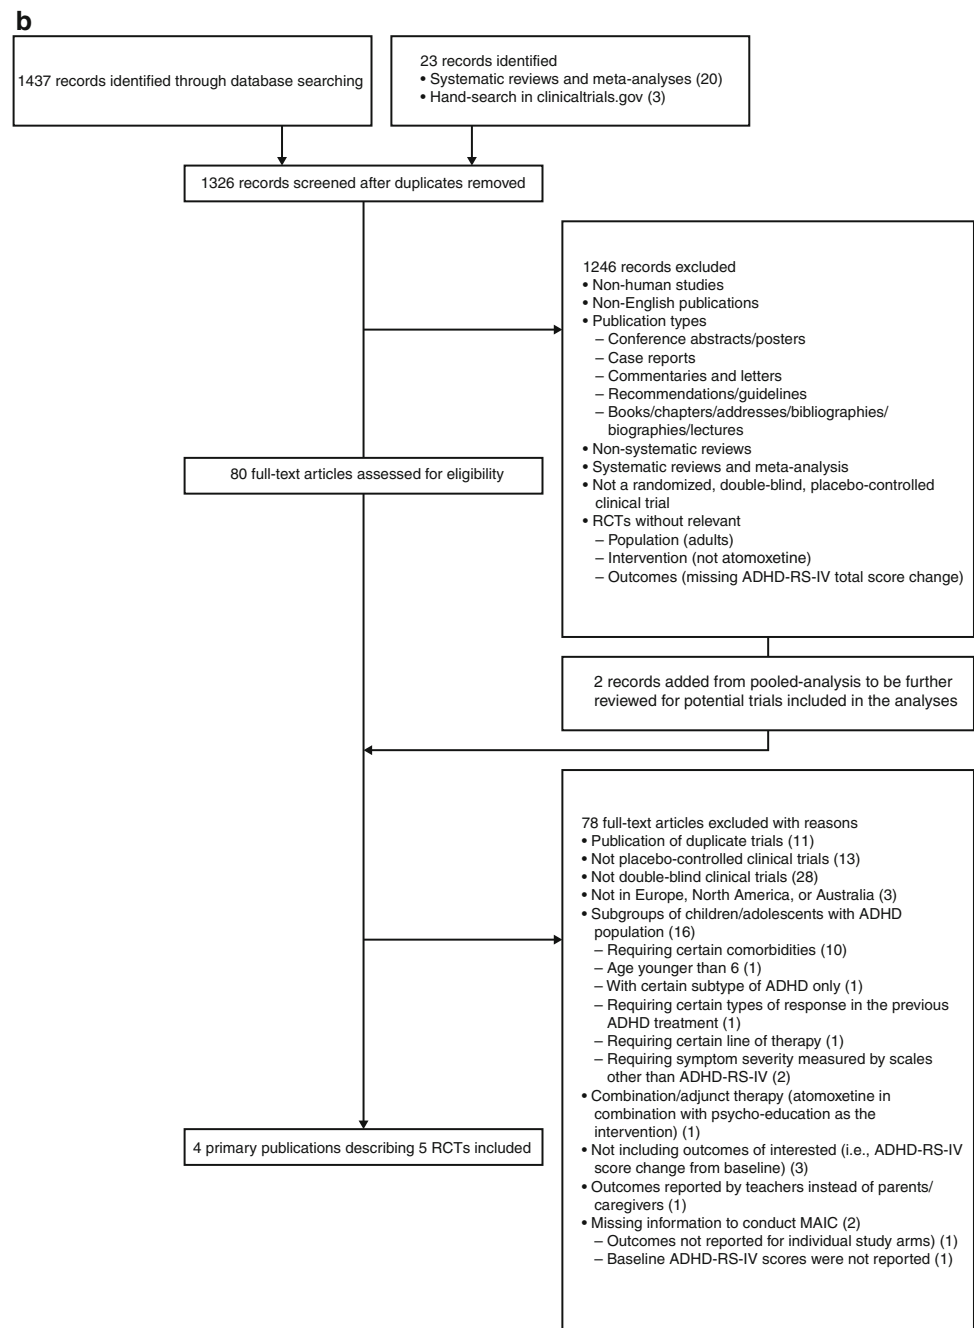 b
1437 records identified through database searching
23 records identified
• Systematic reviews and meta-analyses (20)
• Hand-search in clinicaltrials.gov (3)
1326 records screened after duplicates removed
1246 records excluded
• Non-human studies
• Non-English publications
• Publication types
– Conference abstracts/posters
– Case reports
– Commentaries and letters
– Recommendations/guidelines
– Books/chapters/addresses/bibliographies/
biographies/lectures
• Non-systematic reviews
• Systematic reviews and meta-analysis
• Not a randomized, double-blind, placebo-controlled
clinical trial
• RCTs without relevant
– Population (adults)
– Intervention (not atomoxetine)
– Outcomes (missing ADHD-RS-IV total score change)
80 full-text articles assessed for eligibility
2 records added from pooled-analysis to be further
reviewed for potential trials included in the analyses
78 full-text articles excluded with reasons
• Publication of duplicate trials (11)
• Not placebo-controlled clinical trials (13)
• Not double-blind clinical trials (28)
• Not in Europe, North America, or Australia (3)
• Subgroups of children/adolescents with ADHD
population (16)
– Requiring certain comorbidities (10)
– Age younger than 6 (1)
– With certain subtype of ADHD only (1)
– Requiring certain types of response in the previous
ADHD treatment (1)
– Requiring certain line of therapy (1)
– Requiring symptom severity measured by scales
other than ADHD-RS-IV (2)
• Combination/adjunct therapy (atomoxetine in
combination with psycho-education as the
intervention) (1)
• Not including outcomes of interested (i.e., ADHD-RS-IV
score change from baseline) (3)
• Outcomes reported by teachers instead of parents/
caregivers (1)
• Missing information to conduct MAIC (2)
– Outcomes not reported for individual study arms) (1)
– Baseline ADHD-RS-IV scores were not reported (1)
4 primary publications describing 5 RCTs included